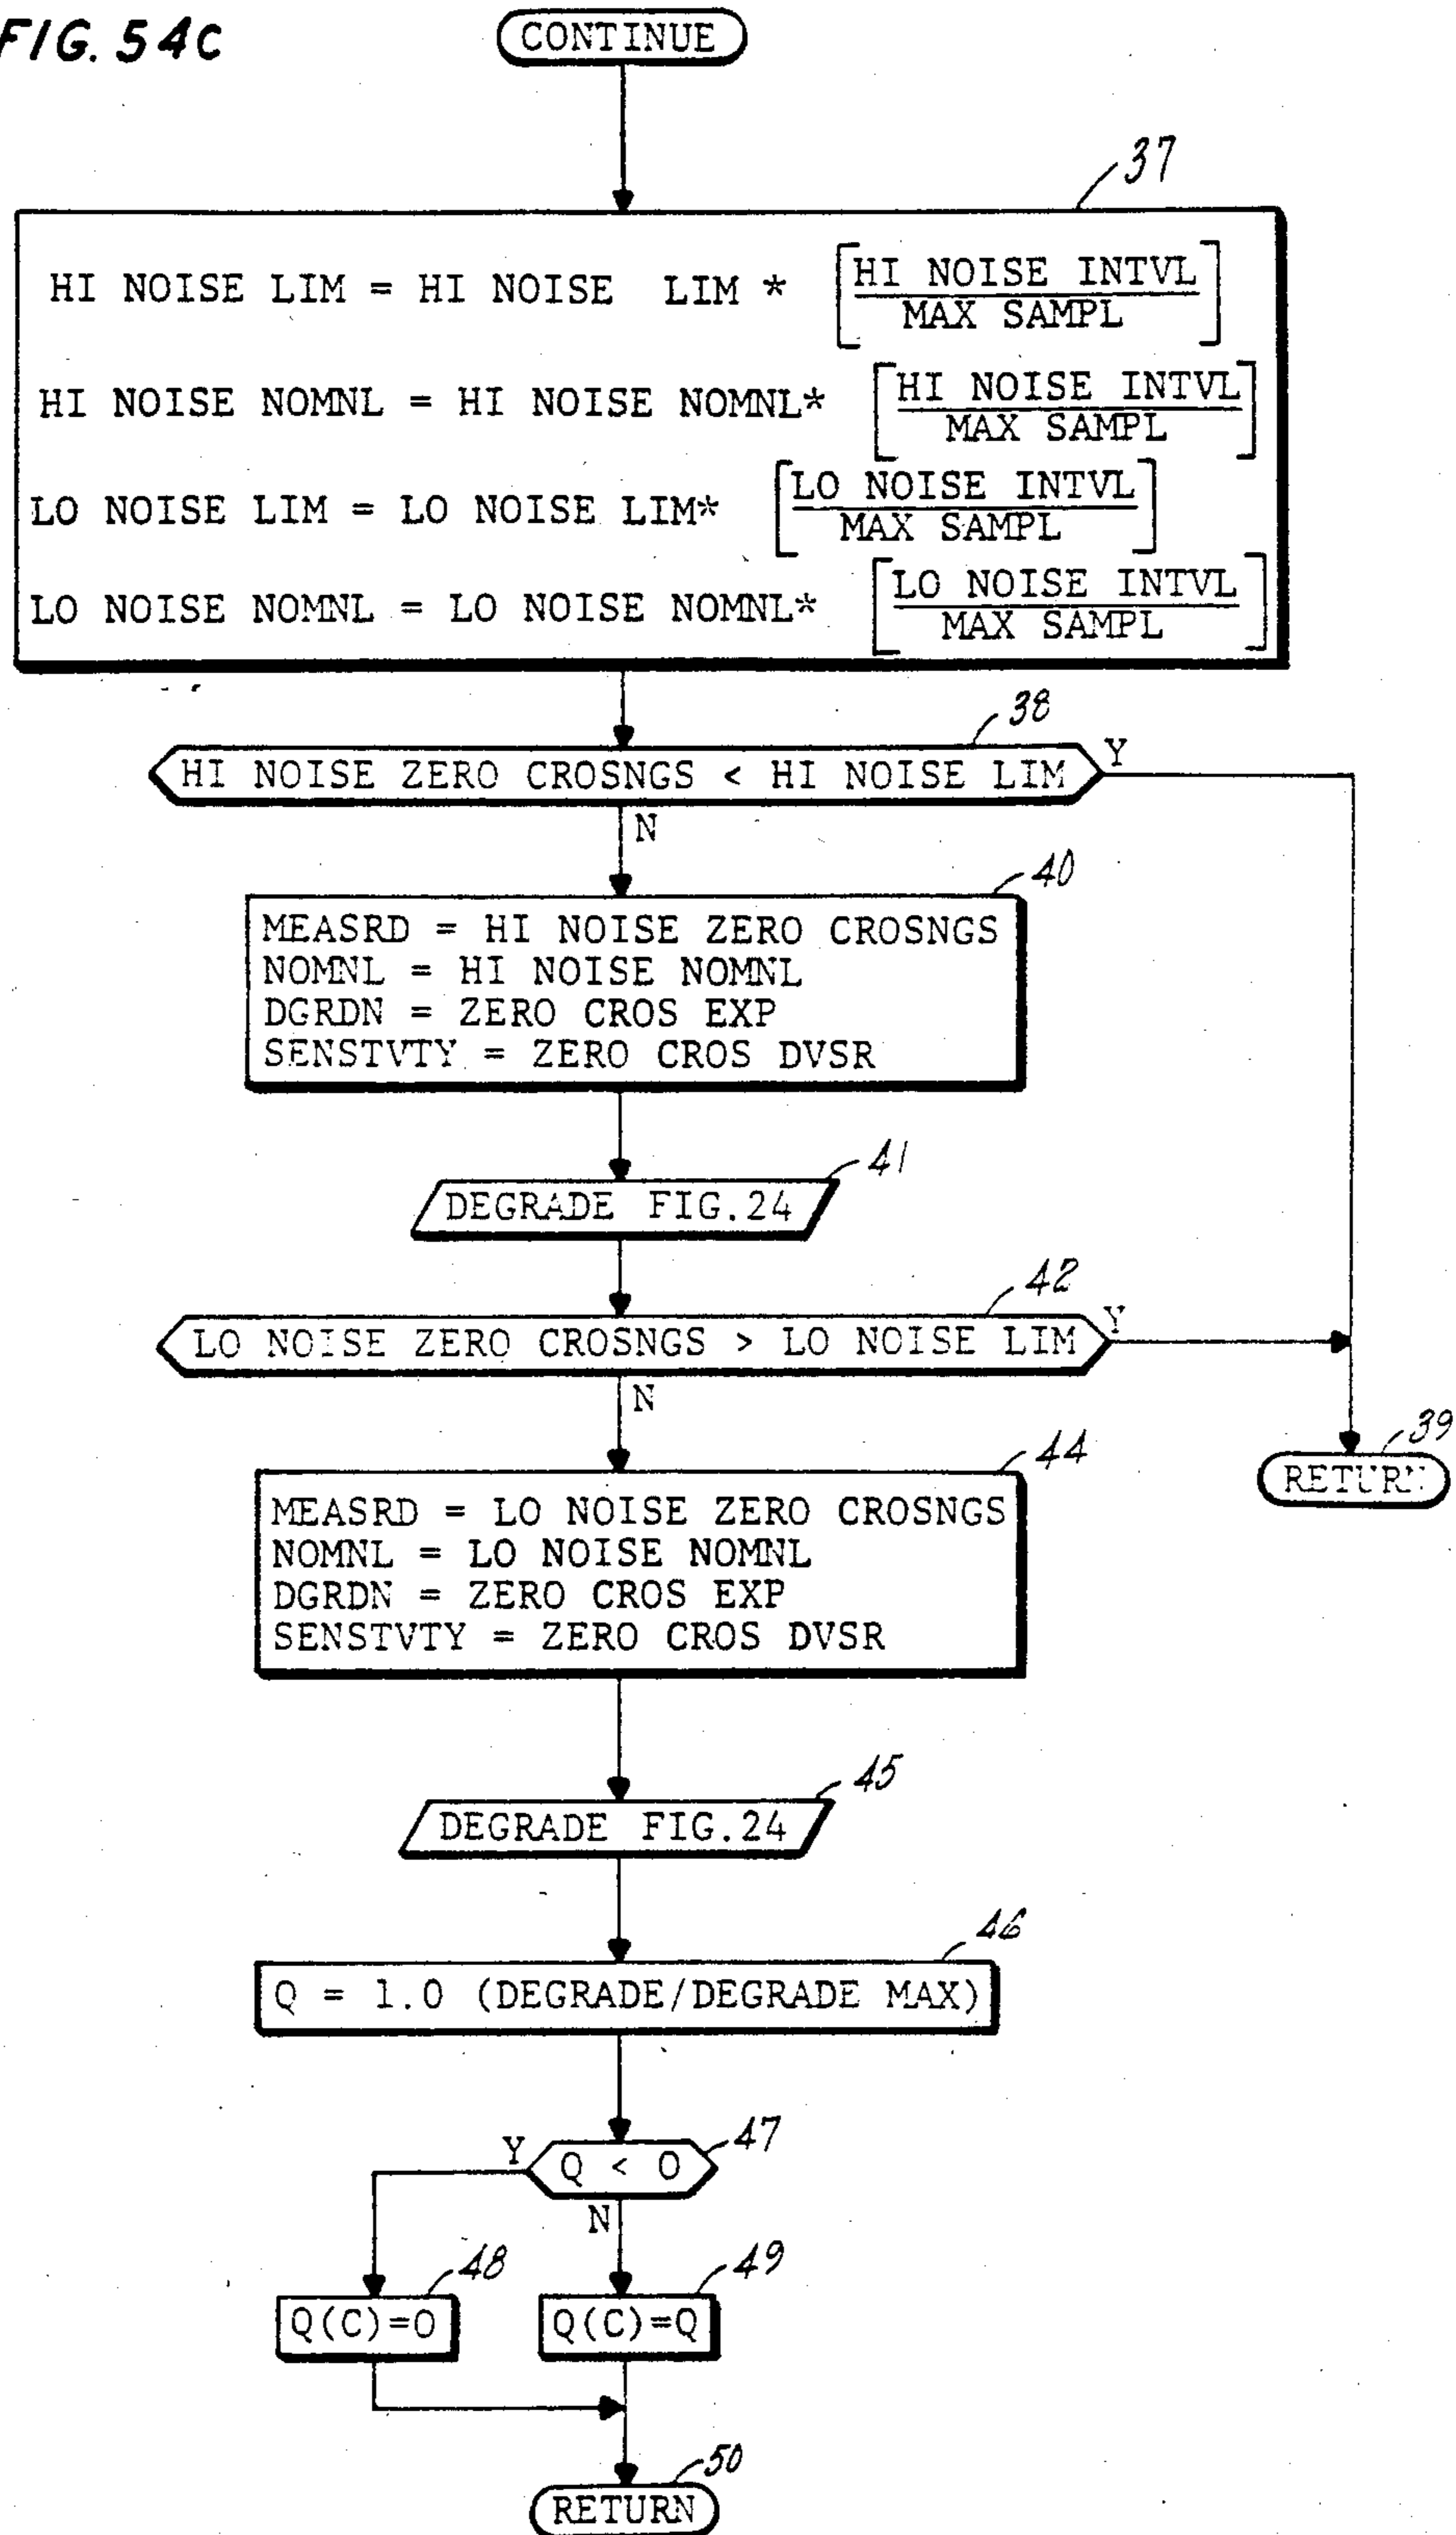 FIG. 54C
CONTINUE
37
HI NOISE LIM = HI NOISE LIM * [HI NOISE INTVL
MAX SAMPL]
HI NOISE NOMNL = HI NOISE NOMNL* [HI NOISE INTVL
MAX SAMPL]
LO NOISE LIM = LO NOISE LIM* [LO NOISE INTVL
MAX SAMPL]
LO NOISE NOMNL = LO NOISE NOMNL* [LO NOISE INTVL
MAX SAMPL]
38
HI NOISE ZERO CROSNGS < HI NOISE LIM
Y
N
40
MEASRD = HI NOISE ZERO CROSNGS
NOMNL = HI NOISE NOMNL
DGRDN = ZERO CROS EXP
SENSTVTY = ZERO CROS DVSR
41
DEGRADE FIG.24
42
LO NOISE ZERO CROSNGS > LO NOISE LIM
Y
N
39
RETURN
44
MEASRD = LO NOISE ZERO CROSNGS
NOMNL = LO NOISE NOMNL
DGRDN = ZERO CROS EXP
SENSTVTY = ZERO CROS DVSR
45
DEGRADE FIG.24
46
Q = 1.0 (DEGRADE/DEGRADE MAX)
47
Y
Q < 0
N
48
Q(C)=0
49
Q(C)=Q
50
RETURN